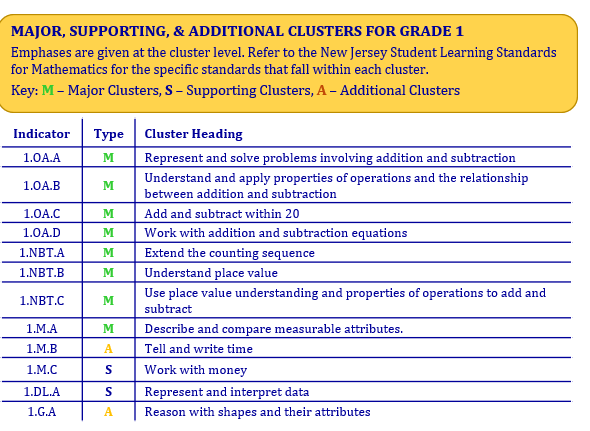 MAJOR, SUPPORTING, & ADDITIONAL CLUSTERS FOR GRADE 1
Emphases are given at the cluster level. Refer to the New Jersey Student Learning Standards
for Mathematics for the specific standards that fall within each cluster.
Key: M – Major Clusters, S – Supporting Clusters, A – Additional Clusters
Indicator Type Cluster Heading
1.OA.A M Represent and solve problems involving addition and subtraction
1.OA.B M Understand and apply properties of operations and the relationship
between addition and subtraction
1.OA.C M Add and subtract within 20
1.OA.D M Work with addition and subtraction equations
1.NBT.A M Extend the counting sequence
1.NBT.B M Understand place value
1.NBT.C M Use place value understanding and properties of operations to add and
subtract
1.M.A M Describe and compare measurable attributes.
1.M.B A Tell and write time
1.M.C S Work with money
1.DL.A S Represent and interpret data
1.G.A A Reason with shapes and their attributes